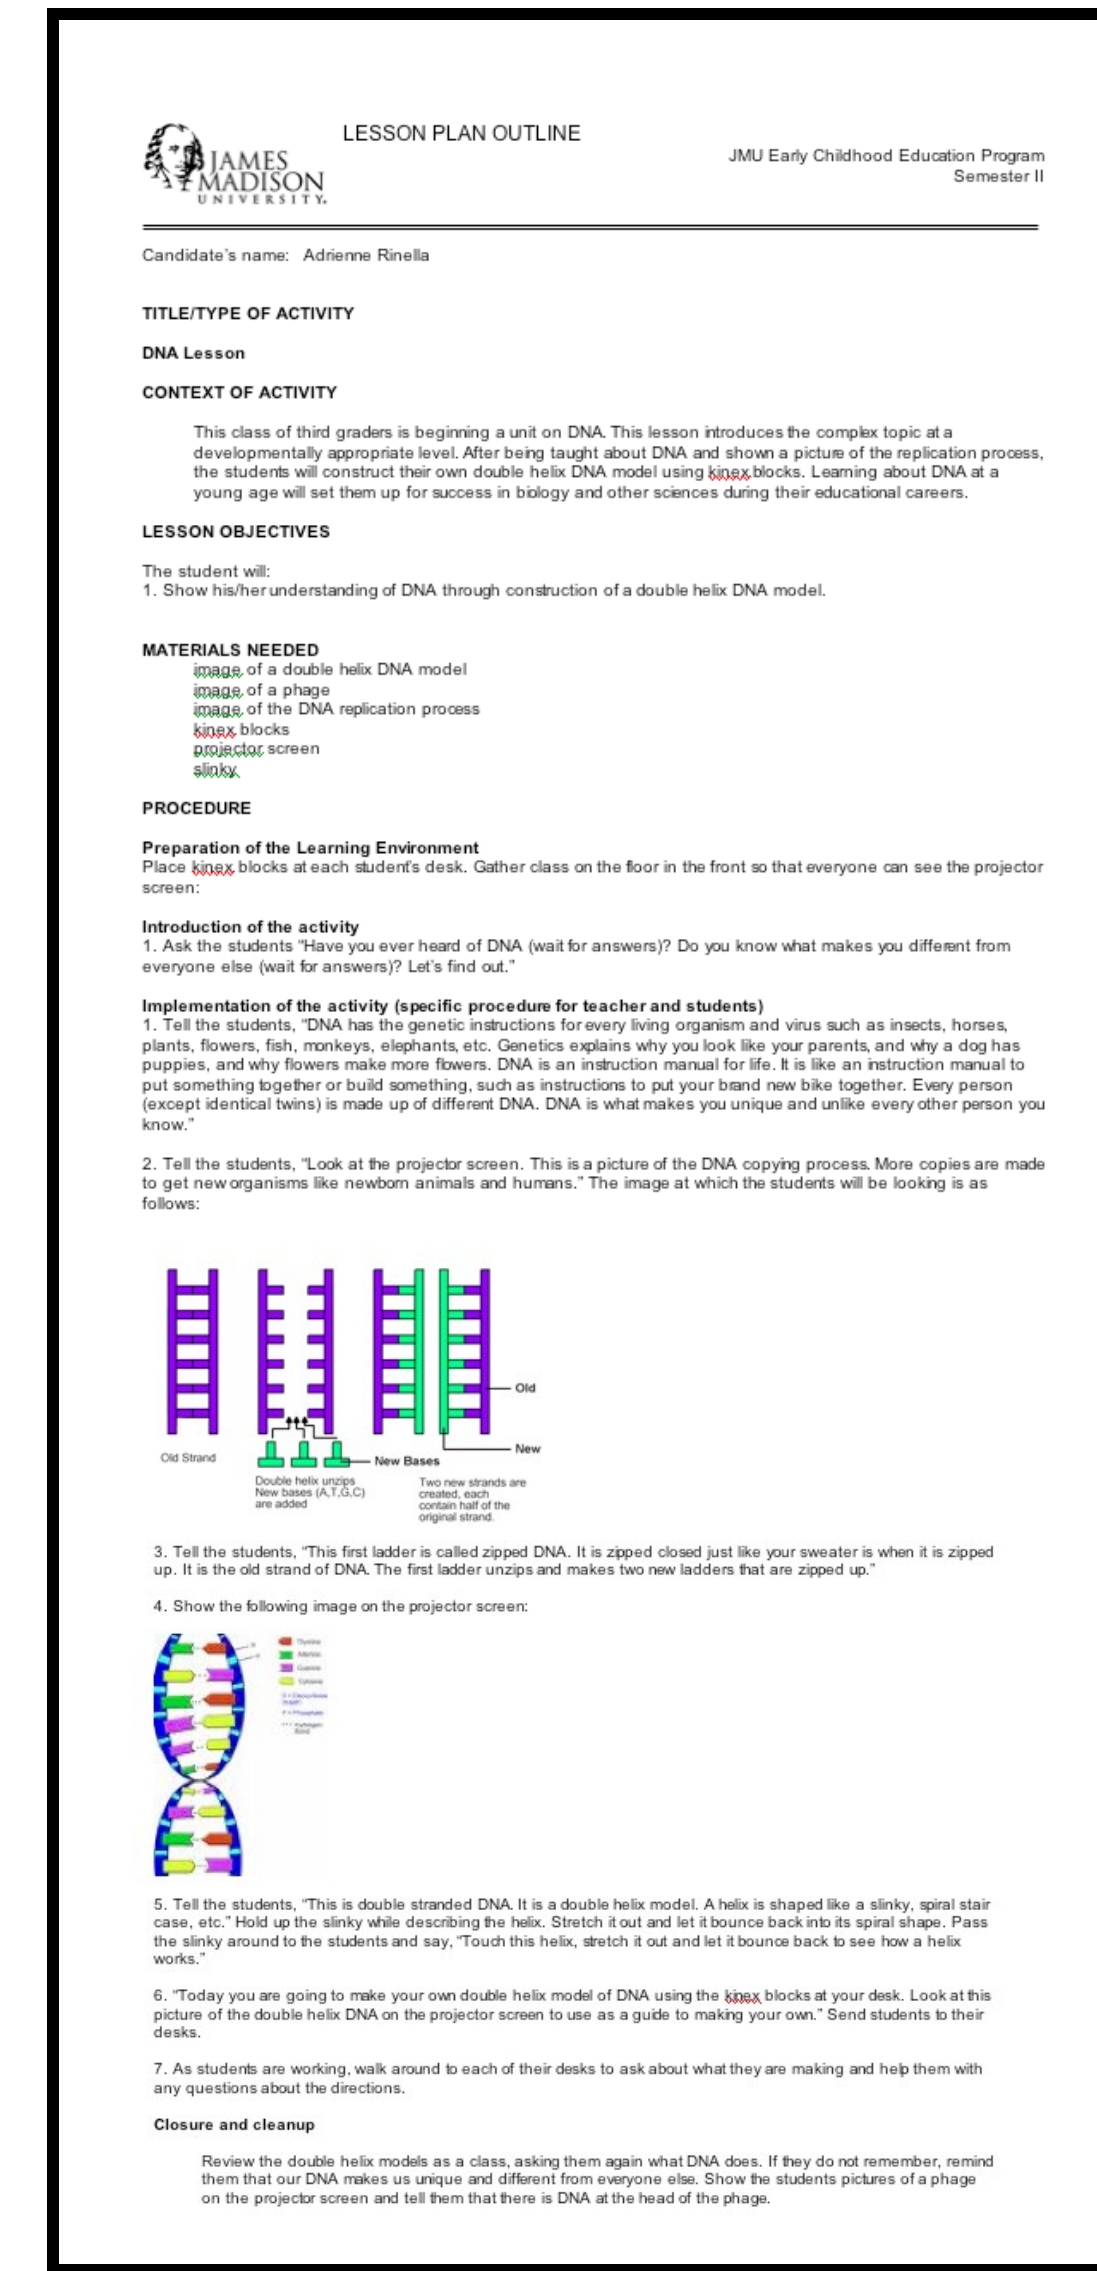 LESSON PLAN OUTLINE
JAMES
MADISON
UNIVERSITY.
JMU Early Childhood Education Program
Semester II
Candidate's name: Adrienne Rinella
TITLE/TYPE OF ACTIVITY
DNA Lesson
CONTEXT OF ACTIVITY
This class of third graders is beginning a unit on DNA. This lesson introduces the complex topic at a
developmentally appropriate level. After being taught about DNA and shown a picture of the replication process,
the students will construct their own double helix DNA model using kinex blocks. Learning about DNA at a
young age will set them up for success in biology and other sciences during their educational careers.
LESSON OBJECTIVES
The student will:
1. Show his/her understanding of DNA through construction of a double helix DNA model.
MATERIALS NEEDED
image of a double helix DNA model
image of a phage
image of the DNA replication process
kinex blocks
projector screen
slinky
PROCEDURE
Preparation of the Learning Environment
Place kinex blocks at each student's desk. Gather class on the floor in the front so that everyone can see the projector
screen:
Introduction of the activity
1. Ask the students “Have you ever heard of DNA (wait for answers)? Do you know what makes you different from
everyone else (wait for answers)? Let's find out.”
Implementation of the activity (specific procedure for teacher and students)
1. Tell the students, “DNA has the genetic instructions for every living organism and virus such as insects, horses,
plants, flowers, fish, monkeys, elephants, etc. Genetics explains why you look like your parents, and why a dog has
puppies, and why flowers make more flowers. DNA is an instruction manual for life. It is like an instruction manual to
put something together or build something, such as instructions to put your brand new bike together. Every person
(except identical twins) is made up of different DNA. DNA is what makes you unique and unlike every other person you
know.”
2. Tell the students, “Look at the projector screen. This is a picture of the DNA copying process. More copies are made
to get new organisms like newborn animals and humans.” The image at which the students will be looking is as
follows:
Old
New
Old Strand
New Bases
Double helix unzips
New bases (A,T,G,C)
are added
Two new strands are
created, each
contain half of the
original strand.
3. Tell the students, “This first ladder is called zipped DNA. It is zipped closed just like your sweater is when it is zipped
up. It is the old strand of DNA. The first ladder unzips and makes two new ladders that are zipped up.”
4. Show the following image on the projector screen:
Thymine
Adenine
Guanine
Cytosine
5. Tell the students, “This is double stranded DNA. It is a double helix model. A helix is shaped like a slinky, spiral stair
case, etc.” Hold up the slinky while describing the helix. Stretch it out and let it bounce back into its spiral shape. Pass
the slinky around to the students and say, “Touch this helix, stretch it out and let it bounce back to see how a helix
works.”
6. “Today you are going to make your own double helix model of DNA using the kinex blocks at your desk. Look at this
picture of the double helix DNA on the projector screen to use as a guide to making your own.” Send students to their
desks.
7. As students are working, walk around to each of their desks to ask about what they are making and help them with
any questions about the directions.
Closure and cleanup
Review the double helix models as a class, asking them again what DNA does. If they do not remember, remind
them that our DNA makes us unique and different from everyone else. Show the students pictures of a phage
on the projector screen and tell them that there is DNA at the head of the phage.